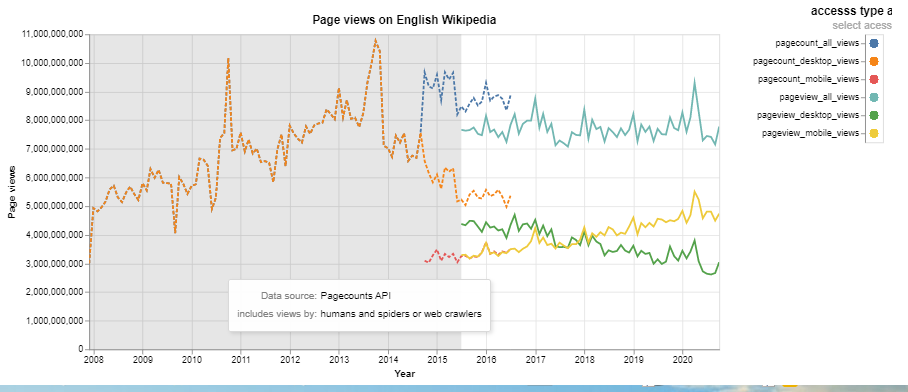 Page views on English Wikipedia
accesss type a
select acess
11,000,000,000
10,000,000,000
9,000,000,000
8,000,000,000
7,000,000,000
6,000,000,000
5,000,000,000
4,000,000,000
3,000,000,000
2,000,000,000
1,000,000,000
0
Page views
pagecount_all_views
pagecount_desktop_views
pagecount_mobile_views
pageview_all_views
pageview_desktop_views
pageview_mobile_views
Data source: Pagecounts API
includes views by: humans and spiders or web crawlers
2008 2009 2010 2011 2012 2013 2014 2015 2016 2017 2018 2019 2020
Year